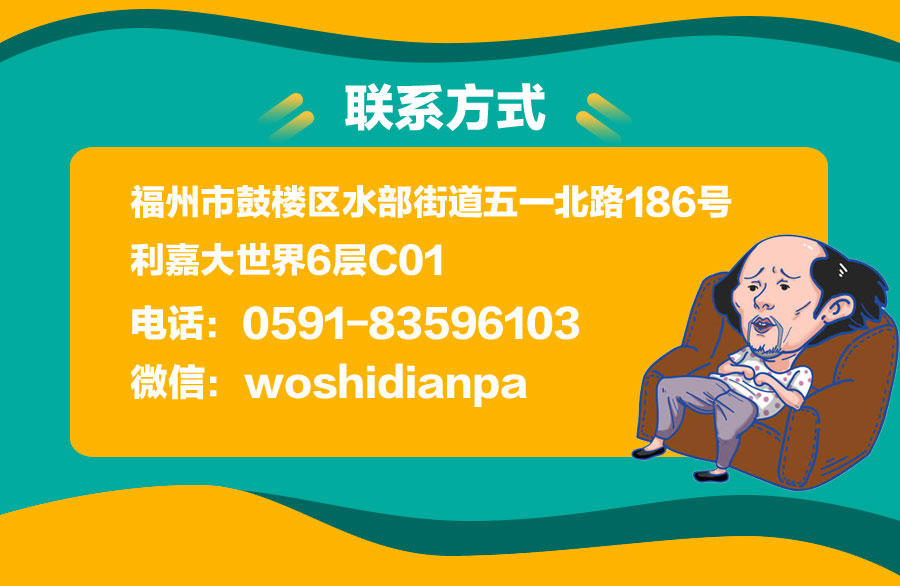 联系方式
福州市鼓楼区水部街道五一北路186号
利嘉大世界6层C01
电话：0591-83596103
微信：woshidianpa